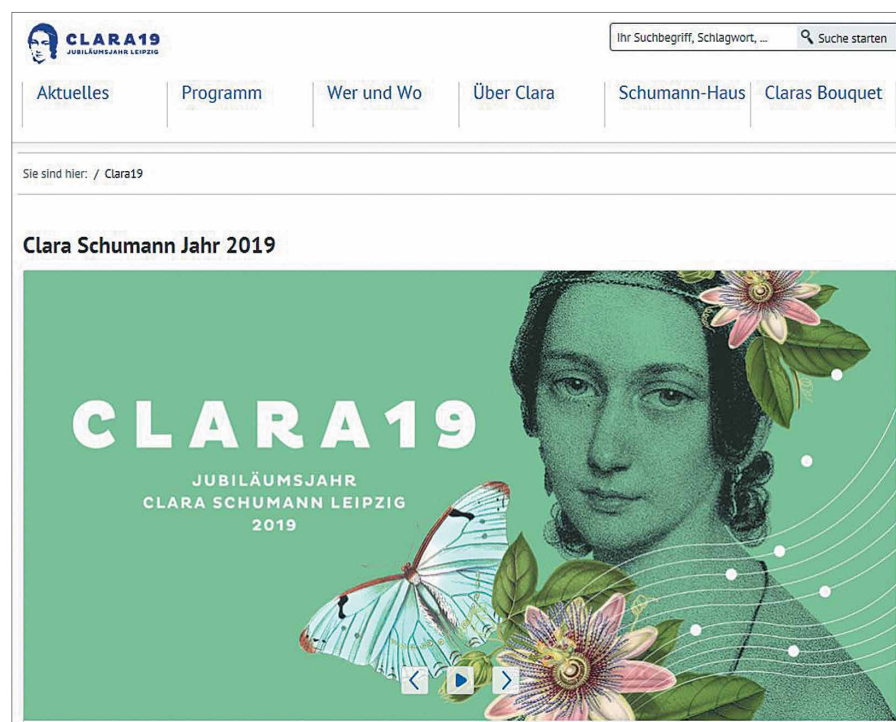 CLARA19
JUBILÄUMSJAHR LEIPZIG
Ihr Suchbegriff, Schlagwort, ...
Suche starten
Aktuelles
Programm
Wer und Wo
Über Clara
Schumann-Haus
Claras Bouquet
Sie sind hier: / Clara19
Clara Schumann Jahr 2019
CLARA19
JUBILÄUMSJAHR
CLARA SCHUMANN LEIPZIG
2019